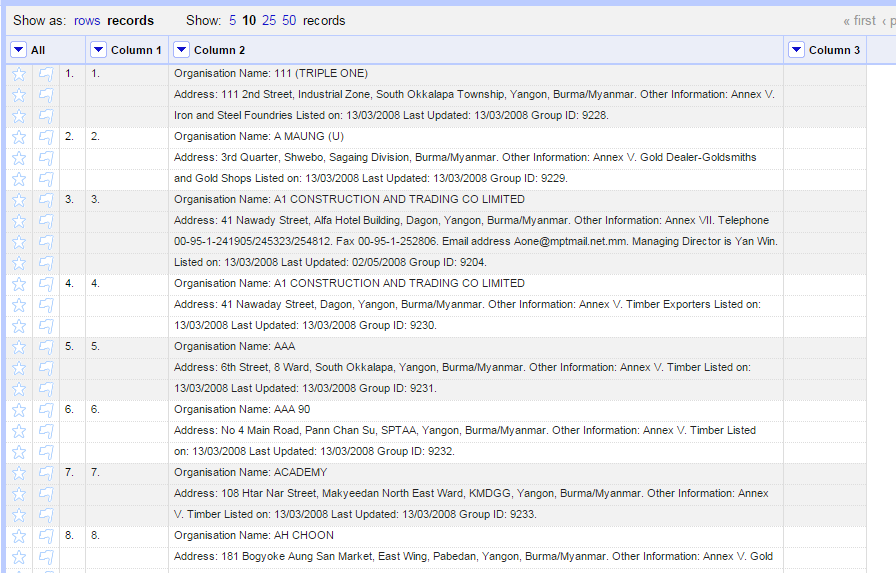 Show as: rows records Show: 5 10 25 50 records « first ‹ p
All Column 1 Column 2 Column 3
1. 1. Organisation Name: 111 (TRIPLE ONE)
Address: 111 2nd Street, Industrial Zone, South Okkalapa Township, Yangon, Burma/Myanmar. Other Information: Annex V.
Iron and Steel Foundries Listed on: 13/03/2008 Last Updated: 13/03/2008 Group ID: 9228.
2. 2. Organisation Name: A MAUNG (U)
Address: 3rd Quarter, Shwebo, Sagaing Division, Burma/Myanmar. Other Information: Annex V. Gold Dealer-Goldsmiths
and Gold Shops Listed on: 13/03/2008 Last Updated: 13/03/2008 Group ID: 9229.
3. 3. Organisation Name: A1 CONSTRUCTION AND TRADING CO LIMITED
Address: 41 Nawady Street, Alfa Hotel Building, Dagon, Yangon, Burma/Myanmar. Other Information: Annex VII. Telephone
00-95-1-241905/245323/254812. Fax 00-95-1-252806. Email address Aone@mptmail.net.mm. Managing Director is Yan Win.
Listed on: 13/03/2008 Last Updated: 02/05/2008 Group ID: 9204.
4. 4. Organisation Name: A1 CONSTRUCTION AND TRADING CO LIMITED
Address: 41 Nawaday Street, Dagon, Yangon, Burma/Myanmar. Other Information: Annex V. Timber Exporters Listed on:
13/03/2008 Last Updated: 13/03/2008 Group ID: 9230.
5. 5. Organisation Name: AAA
Address: 6th Street, 8 Ward, South Okkalapa, Yangon, Burma/Myanmar. Other Information: Annex V. Timber Listed on:
13/03/2008 Last Updated: 13/03/2008 Group ID: 9231.
6. 6. Organisation Name: AAA 90
Address: No 4 Main Road, Pann Chan Su, SPTAA, Yangon, Burma/Myanmar. Other Information: Annex V. Timber Listed
on: 13/03/2008 Last Updated: 13/03/2008 Group ID: 9232.
7. 7. Organisation Name: ACADEMY
Address: 108 Htar Nar Street, Makyeedan North East Ward, KMDGG, Yangon, Burma/Myanmar. Other Information: Annex
V. Timber Listed on: 13/03/2008 Last Updated: 13/03/2008 Group ID: 9233.
8. 8. Organisation Name: AH CHOON
Address: 181 Bogyoke Aung San Market, East Wing, Pabedan, Yangon, Burma/Myanmar. Other Information: Annex V. Gold